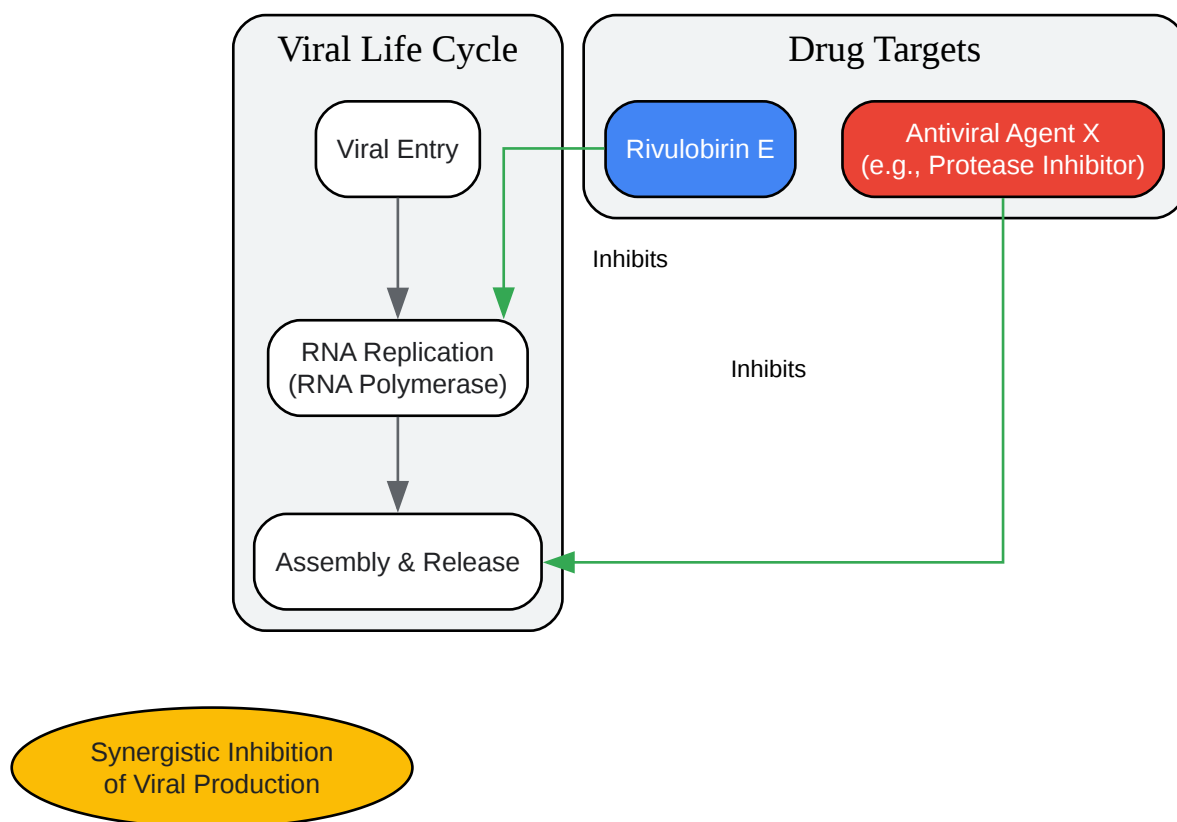 Viral Life Cycle
Drug Targets
Viral Entry
Rivulobirin E
Antiviral Agent X
(e.g., Protease Inhibitor)
Inhibits
RNA Replication
(RNA Polymerase)
Inhibits
Assembly & Release
Synergistic Inhibition
of Viral Production